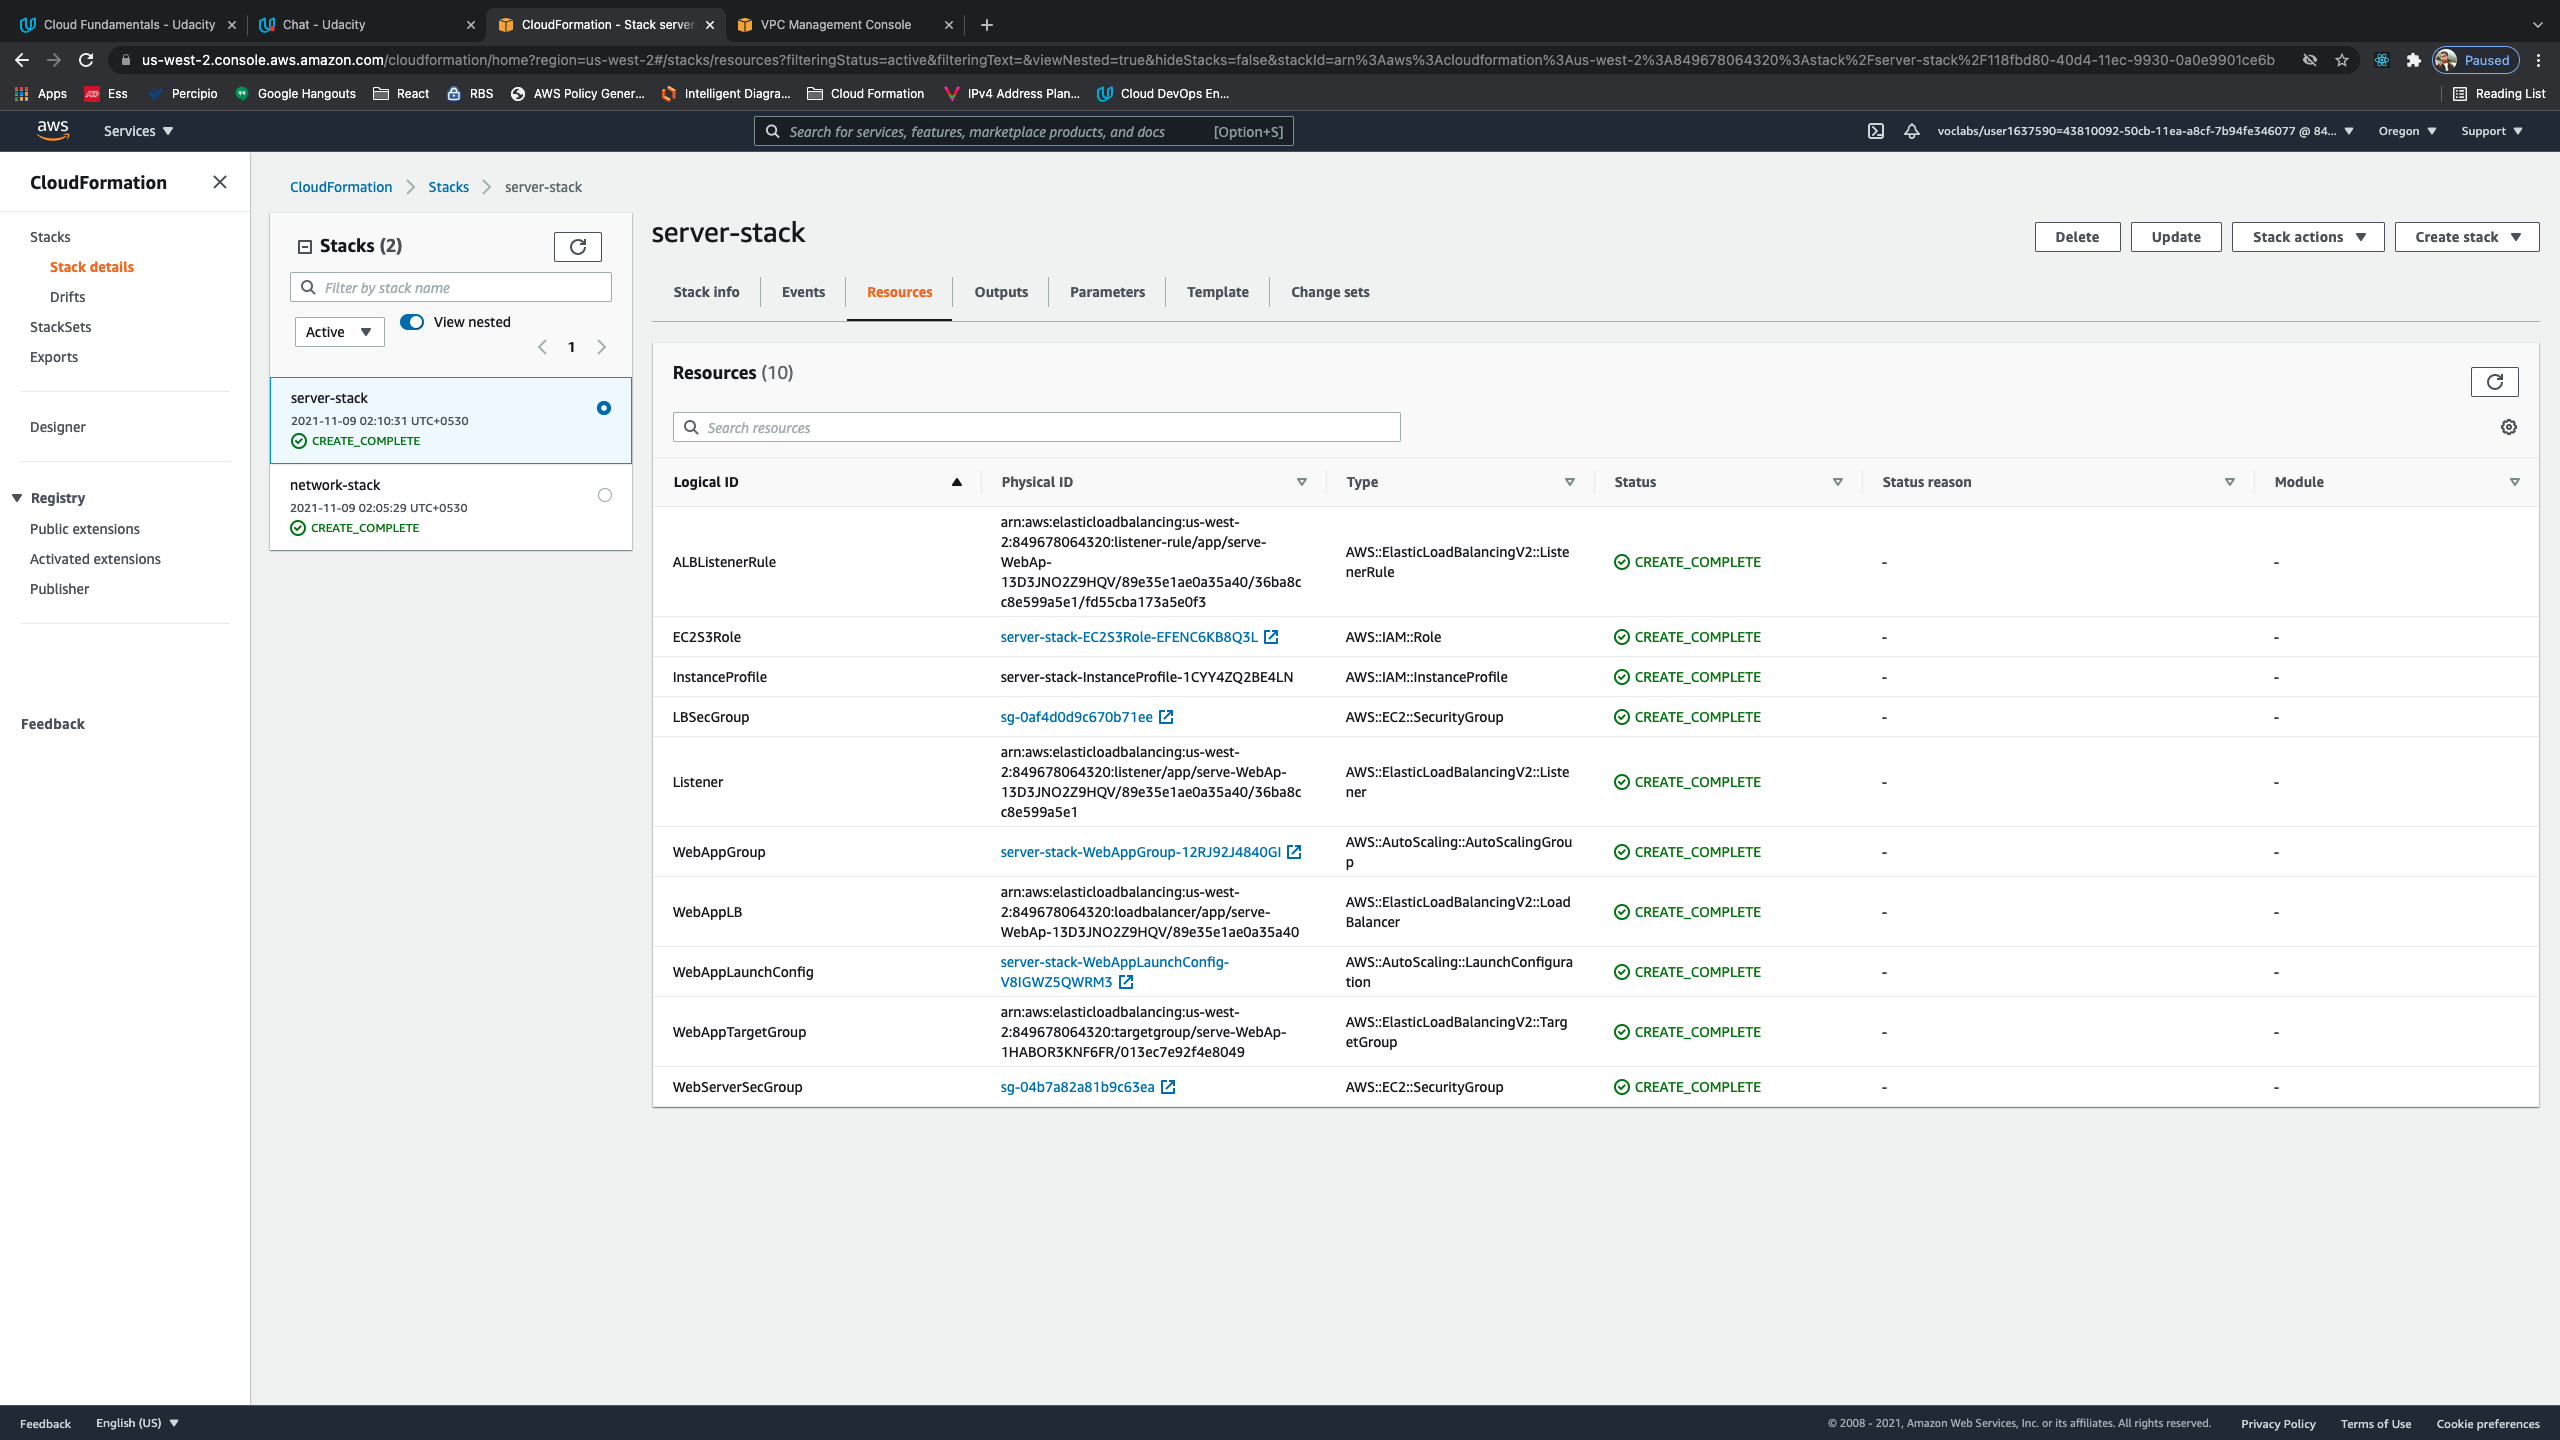 Cloud Fundamentals - Udacity
Chat - Udacity
CloudFormation - Stack server
VPC Management Console
us-west-2.console.aws.amazon.com/cloudformation/home?region=us-west-2#/stacks/resources?filteringStatus=active&filteringText=&viewNested=true&hideStacks=false&stackId=arn%3Aaws%3Acloudformation%3Aus-west-2%3A849678064320%3Astack%2Fserver-stack%2F118fbd80-40d4-11ec-9930-0a0e9901ce6b
Paused
Apps
Ess
Percipio
Google Hangouts
React
RBS
AWS Policy Gener...
Intelligent Diagra...
Cloud Formation
IPv4 Address Plan...
Cloud DevOps En...
Reading List
aws
Services
Search for services, features, marketplace products, and docs
[Option+S]
voclabs/user1637590=43810092-50cb-11ea-a8cf-7b94fe346077 @ 84...
Oregon
Support
CloudFormation
Stacks
Stack details
Drifts
StackSets
Exports
Designer
Registry
Public extensions
Activated extensions
Publisher
Feedback
CloudFormation
Stacks
server-stack
Stacks (2)
Filter by stack name
Active
View nested
1
server-stack
2021-11-09 02:10:31 UTC+0530
CREATE_COMPLETE
network-stack
2021-11-09 02:05:29 UTC+0530
CREATE_COMPLETE
server-stack
Delete
Update
Stack actions
Create stack
Stack info
Events
Resources
Outputs
Parameters
Template
Change sets
Resources (10)
Search resources
Logical ID
Physical ID
Type
Status
Status reason
Module
ALBListenerRule
arn:aws:elasticloadbalancing:us-west-
2:849678064320:listener-rule/app/serve-
WebAp-
13D3JNO2Z9HQV/89e35e1ae0a35a40/36ba8c
c8e599a5e1/fd55cba173a5e0f3
AWS::ElasticLoadBalancingV2::Liste
nerRule
CREATE_COMPLETE
-
-
EC2S3Role
server-stack-EC2S3Role-EFENC6KB8Q3L
AWS::IAM::Role
CREATE_COMPLETE
-
-
InstanceProfile
server-stack-InstanceProfile-1CYY4ZQ2BE4LN
AWS::IAM::InstanceProfile
CREATE_COMPLETE
-
-
LBSecGroup
sg-0af4d0d9c670b71ee
AWS::EC2::SecurityGroup
CREATE_COMPLETE
-
-
Listener
arn:aws:elasticloadbalancing:us-west-
2:849678064320:listener/app/serve-WebAp-
13D3JNO2Z9HQV/89e35e1ae0a35a40/36ba8c
c8e599a5e1
AWS::ElasticLoadBalancingV2::Liste
ner
CREATE_COMPLETE
-
-
WebAppGroup
server-stack-WebAppGroup-12RJ92J4840GI
AWS::AutoScaling::AutoScalingGrou
p
CREATE_COMPLETE
-
-
WebAppLB
arn:aws:elasticloadbalancing:us-west-
2:849678064320:loadbalancer/app/serve-
WebAp-13D3JNO2Z9HQV/89e35e1ae0a35a40
AWS::ElasticLoadBalancingV2::Load
Balancer
CREATE_COMPLETE
-
-
WebAppLaunchConfig
server-stack-WebAppLaunchConfig-
V8IGWZ5QWRM3
AWS::AutoScaling::LaunchConfigura
tion
CREATE_COMPLETE
-
-
WebAppTargetGroup
arn:aws:elasticloadbalancing:us-west-
2:849678064320:targetgroup/serve-WebAp-
1HABOR3KNF6FR/013ec7e92f4e8049
AWS::ElasticLoadBalancingV2::Targ
etGroup
CREATE_COMPLETE
-
-
WebServerSecGroup
sg-04b7a82a81b9c63ea
AWS::EC2::SecurityGroup
CREATE_COMPLETE
-
-
Feedback
English (US)
© 2008 - 2021, Amazon Web Services, Inc. or its affiliates. All rights reserved.
Privacy Policy
Terms of Use
Cookie preferences